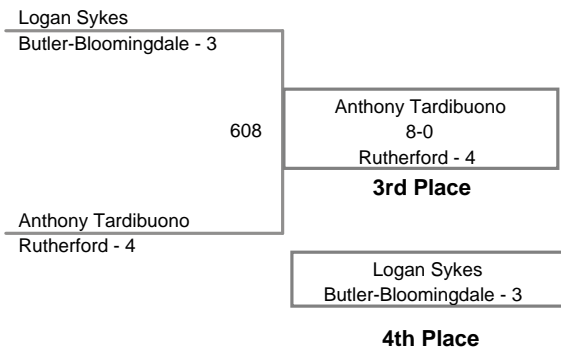 Logan Sykes
Butler-Bloomingdale - 3
608
Anthony Tardibuono
8-0
Rutherford - 4
3rd Place
Anthony Tardibuono
Rutherford - 4
Logan Sykes
Butler-Bloomingdale - 3
4th Place